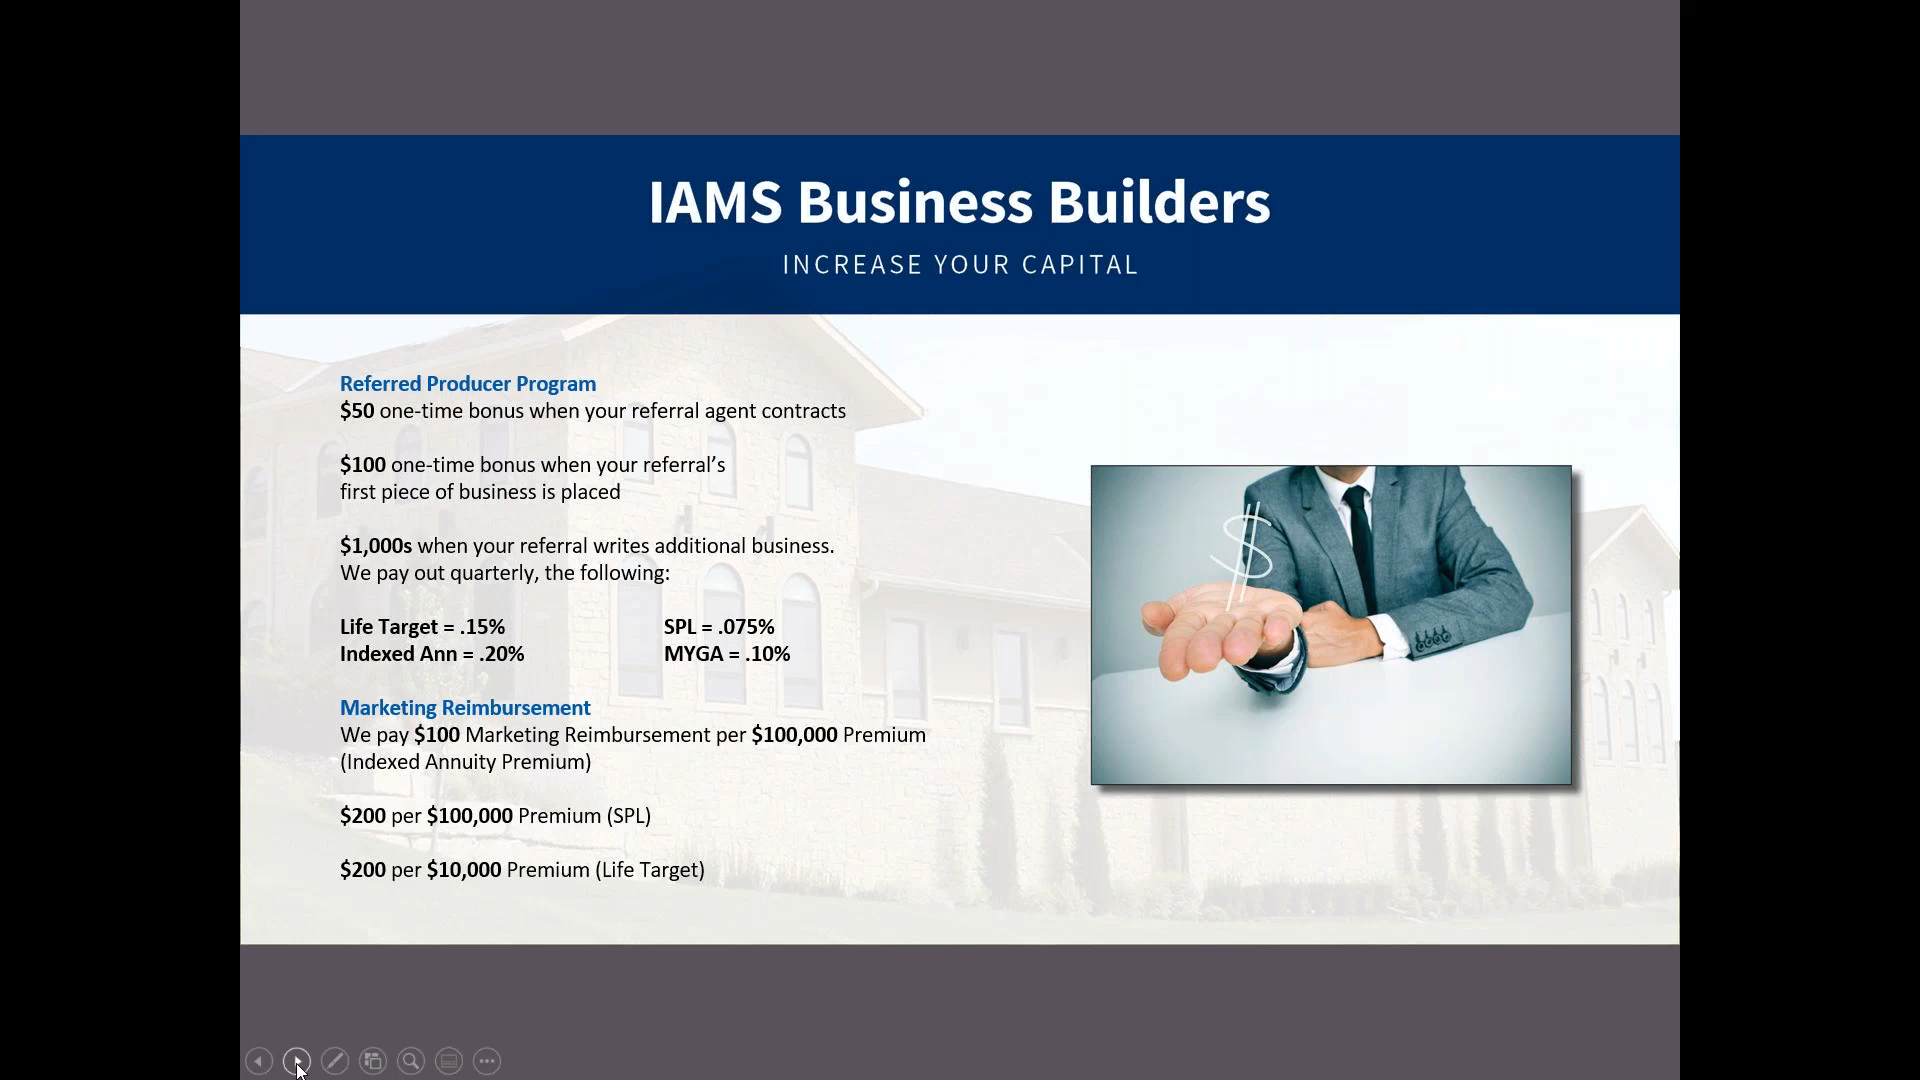 IAMS Business Builders
INCREASE YOUR CAPITAL
Referred Producer Program
$50 one-time bonus when your referral agent contracts
$100 one-time bonus when your referral’s
first piece of business is placed
$1,000s when your referral writes additional business.
We pay out quarterly, the following:
Life Target = .15% SPL = .075%
Indexed Ann = .20% MYGA = .10%
Marketing Reimbursement
We pay $100 Marketing Reimbursement per $100,000 Premium
(Indexed Annuity Premium)
$200 per $100,000 Premium (SPL)
$200 per $10,000 Premium (Life Target)
$